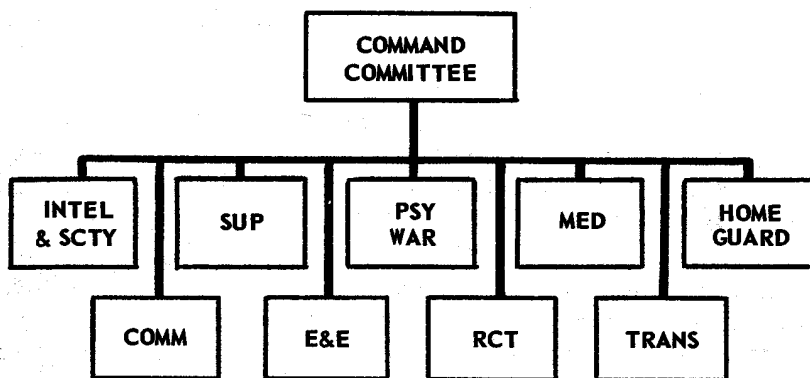 COMMAND
COMMITTEE
INTEL
& SCTY
SUP
PSY
WAR
MED
HOME
GUARD
COMM
E&E
RCT
TRANS